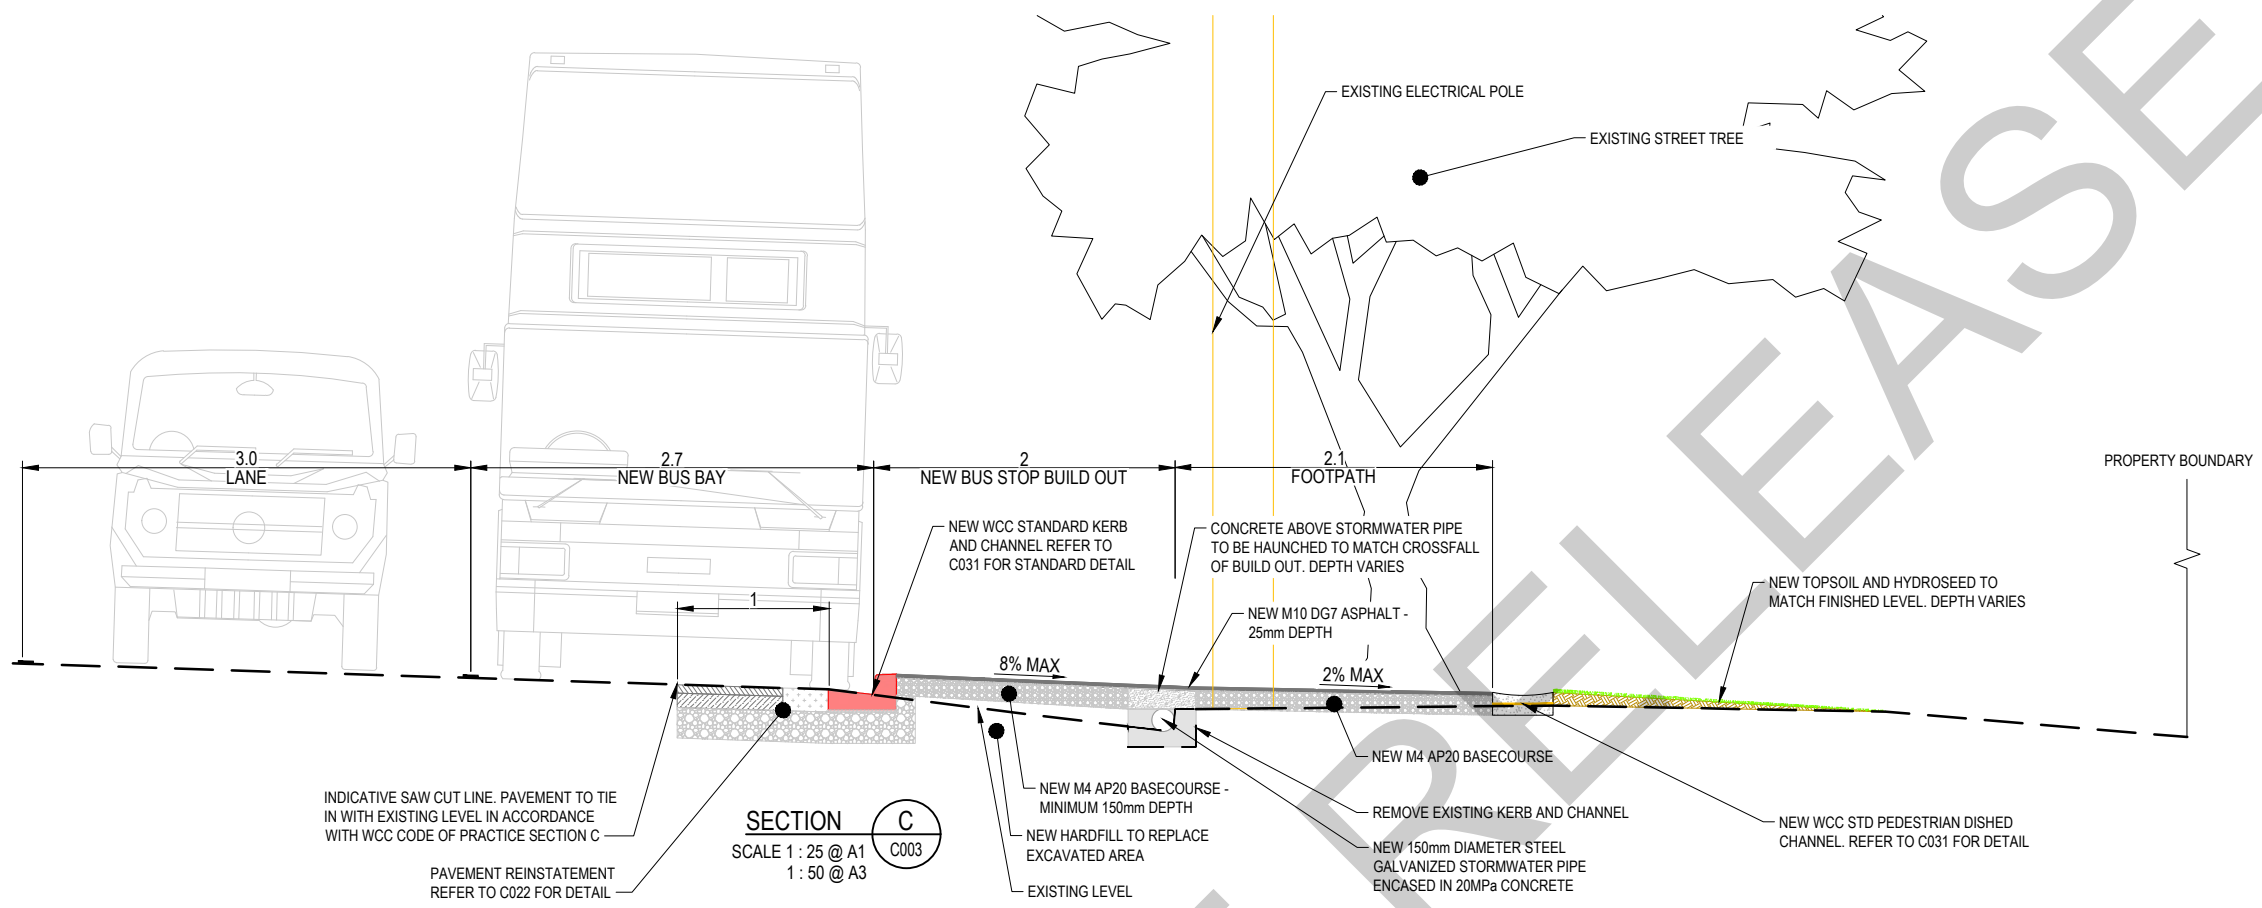 EXISTING ELECTRICAL POLE
EXISTING STREET TREE
3.0
LANE
2.7
NEW BUS BAY
2
NEW BUS STOP BUILD OUT
2.1
FOOTPATH
PROPERTY BOUNDARY
NEW WCC STANDARD KERB
AND CHANNEL REFER TO
C031 FOR STANDARD DETAIL
CONCRETE ABOVE STORMWATER PIPE
TO BE HAUNCHED TO MATCH CROSSFALL
OF BUILD OUT. DEPTH VARIES
NEW TOPSOIL AND HYDROSEED TO
MATCH FINISHED LEVEL. DEPTH VARIES
1
NEW M10 DG7 ASPHALT -
25mm DEPTH
8% MAX
2% MAX
NEW M4 AP20 BASECOURSE
INDICATIVE SAW CUT LINE. PAVEMENT TO TIE
IN WITH EXISTING LEVEL IN ACCORDANCE
WITH WCC CODE OF PRACTICE SECTION C
PAVEMENT REINSTATEMENT
REFER TO C022 FOR DETAIL
SECTION
C
C003
SCALE 1 : 25 @ A1
1 : 50 @ A3
NEW M4 AP20 BASECOURSE -
MINIMUM 150mm DEPTH
NEW HARDFILL TO REPLACE
EXCAVATED AREA
EXISTING LEVEL
REMOVE EXISTING KERB AND CHANNEL
NEW 150mm DIAMETER STEEL
GALVANIZED STORMWATER PIPE
ENCASED IN 20MPa CONCRETE
NEW WCC STD PEDESTRIAN DISHED
CHANNEL. REFER TO C031 FOR DETAIL
RELEASE